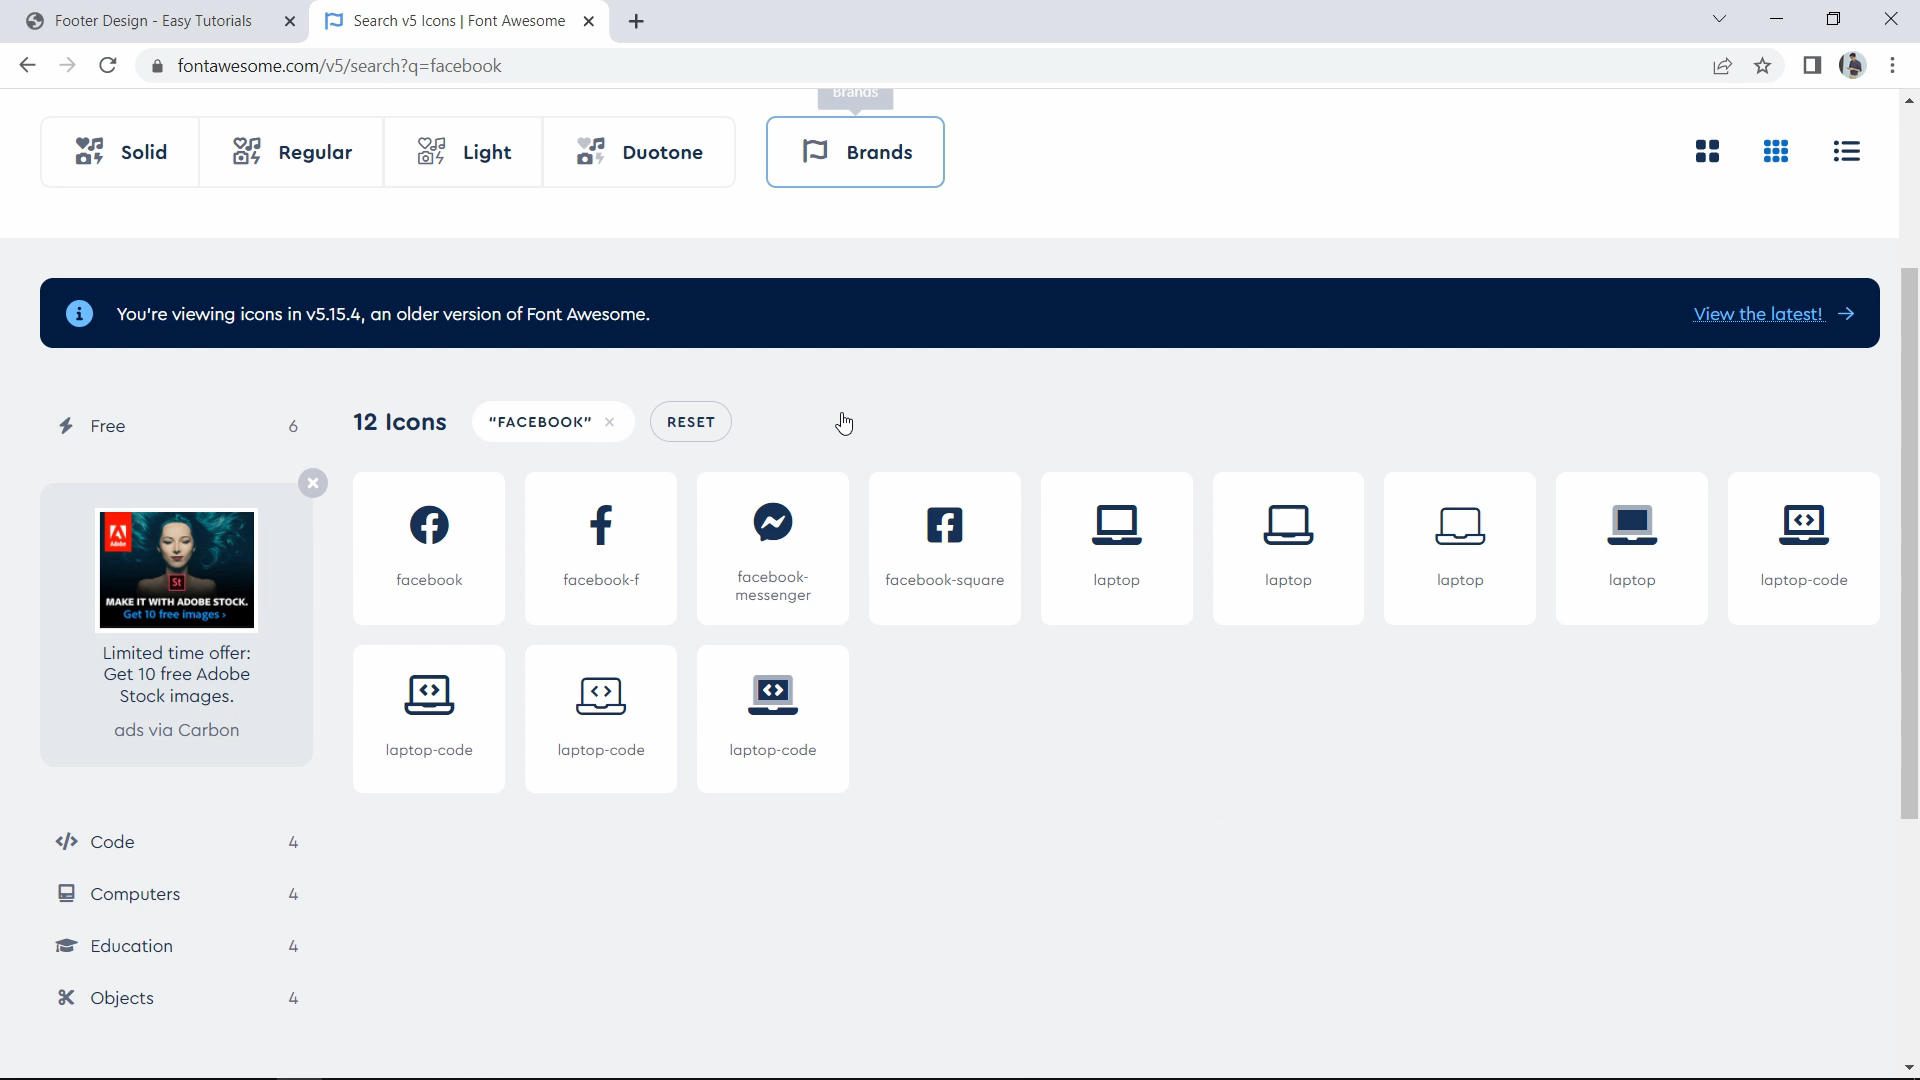 Footer Design - Easy Tutorials
Search v5 Icons | Font Awesome
fontawesome.com/v5/search?q=facebook
Brands
Solid
Regular
Light
Duotone
Brands
You're viewing icons in v5.15.4, an older version of Font Awesome.
View the latest!
Free 6
12 Icons
"FACEBOOK"
RESET
facebook
facebook-f
facebook-
messenger
facebook-square
laptop
laptop
laptop
laptop
laptop-code
Adobe
St
MAKE IT WITH ADOBE STOCK.
Get 10 free images ›
Limited time offer:
Get 10 free Adobe
Stock images.
ads via Carbon
laptop-code
laptop-code
laptop-code
Code 4
Computers 4
Education 4
Objects 4